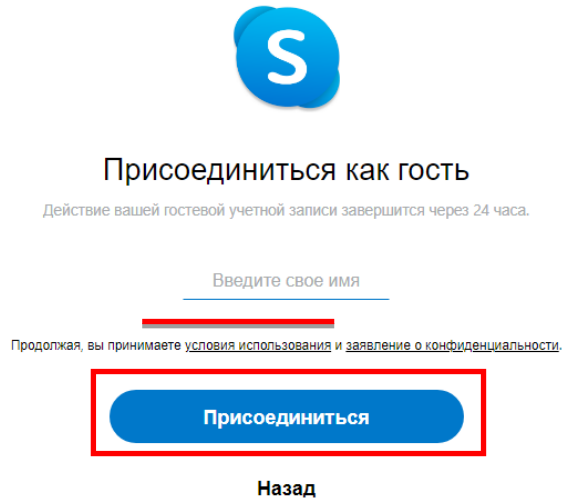 S
Присоединиться как гость
Действие вашей гостевой учетной записи завершится через 24 часа.
Введите свое имя
Продолжая, вы принимаете условия использования и заявление о конфиденциальности.
Присоединиться
Назад